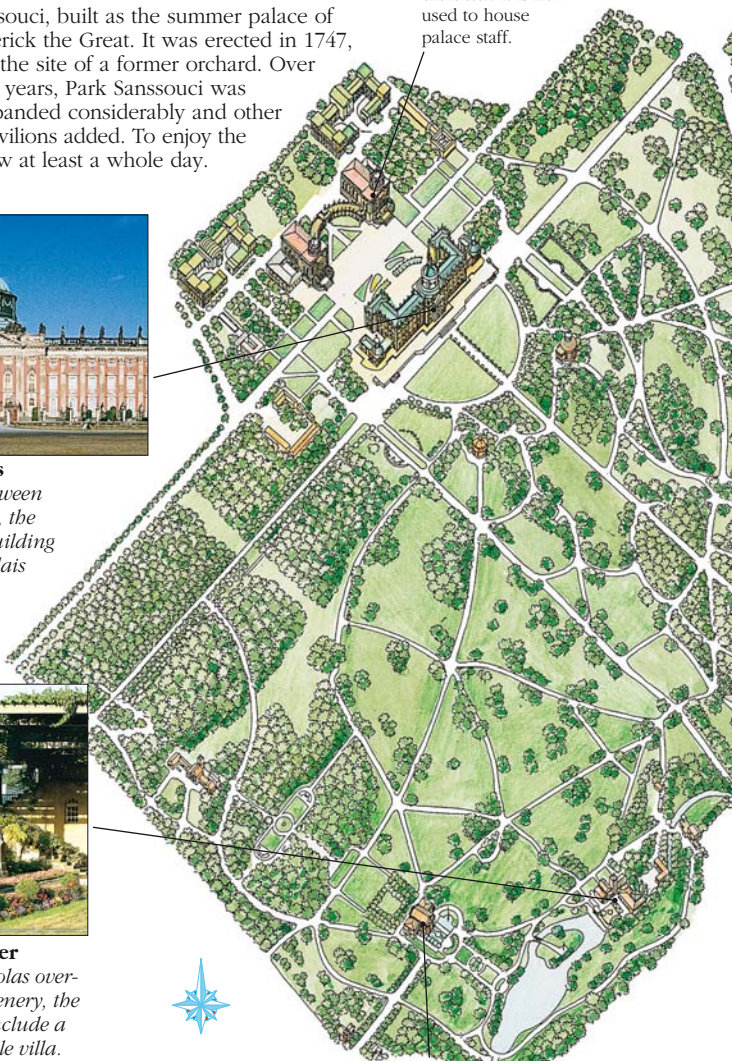 ssouci, built as the summer palace of
erick the Great. It was erected in 1747,
the site of a former orchard. Over
years, Park Sanssouci was
panded considerably and other
vilions added. To enjoy the
w at least a whole day.
used to house
palace staff.
s
ween
, the
uilding
lais
er
olas over-
enery, the
nclude a
le villa.